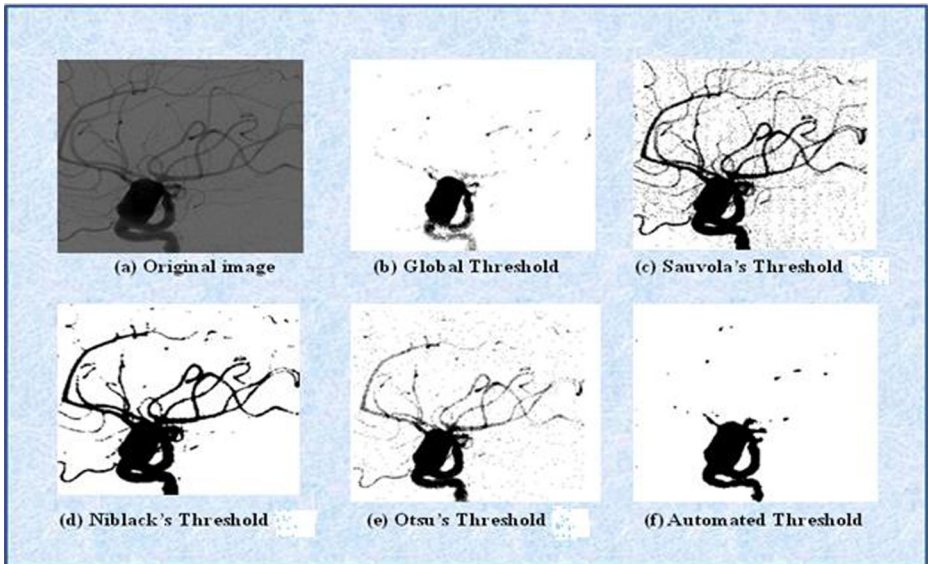 (a) Original image
(b) Global Threshold
(c) Sauvola's Threshold
(d) Niblack's Threshold
(e) Otsu's Threshold
(f) Automated Threshold